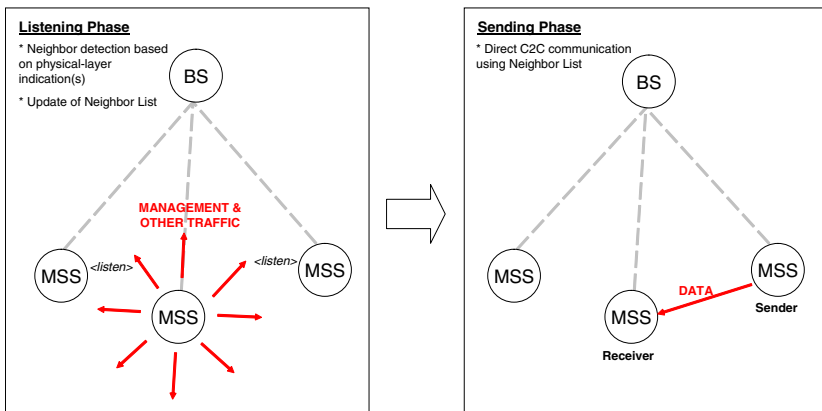 Listening Phase
* Neighbor detection based
on physical-layer
indication(s)
* Update of Neighbor List
BS
MANAGEMENT &
OTHER TRAFFIC
MSS
<listen>
<listen>
MSS
MSS
Sending Phase
* Direct C2C communication
using Neighbor List
BS
MSS
MSS
DATA
Sender
MSS
Receiver